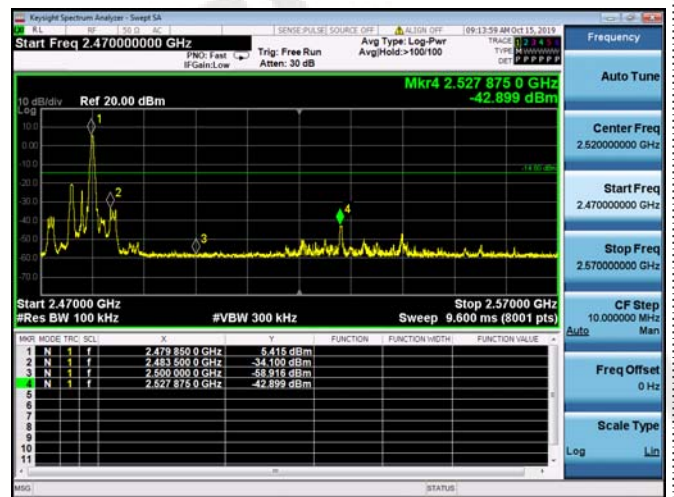 Keysight Spectrum Analyzer - Swept SA
RL RF 50 Ω AC SENSE:PULSE SOURCE OFF ALIGN OFF 09:13:59 AM Oct 15, 2019
Start Freq 2.470000000 GHz
PNO: Fast
IFGain:Low
Trig: Free Run
Atten: 30 dB
Avg Type: Log-Pwr
Avg|Hold:>100/100
TRACE 1 2 3 4 5 6
TYPE M
DET P P P P P P
Mkr4 2.527 875 0 GHz
-42.899 dBm
10 dB/div Ref 20.00 dBm
Log
10.0
0.00
-10.0
-20.0
-30.0
-40.0
-50.0
-60.0
-70.0
1
2
3
4
Start 2.47000 GHz Stop 2.57000 GHz
#Res BW 100 kHz #VBW 300 kHz Sweep 9.600 ms (8001 pts)
MKR MODE TRC SCL X Y FUNCTION FUNCTION WIDTH FUNCTION VALUE
1 N 1 f 2.479 850 0 GHz 5.415 dBm
2 N 1 f 2.483 500 0 GHz -34.100 dBm
3 N 1 f 2.500 000 0 GHz -58.916 dBm
4 N 1 f 2.527 875 0 GHz -42.899 dBm
5
6
7
8
9
10
11
MSG STATUS
Frequency
Auto Tune
Center Freq
2.520000000 GHz
Start Freq
2.470000000 GHz
Stop Freq
2.570000000 GHz
CF Step
10.000000 MHz
Auto Man
Freq Offset
0 Hz
Scale Type
Log Lin